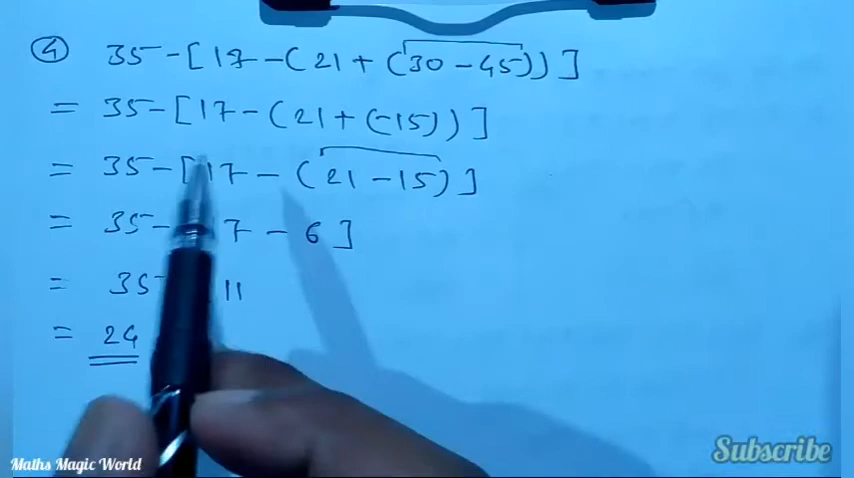 ④ 35 - [17 - (21 + (30 - 45))]
= 35 - [17 - (21 + (-15))]
= 35 - [17 - (21 - 15)]
= 35 - 7 - 6]
= 35 11
= 24
Maths Magic World
Subscribe